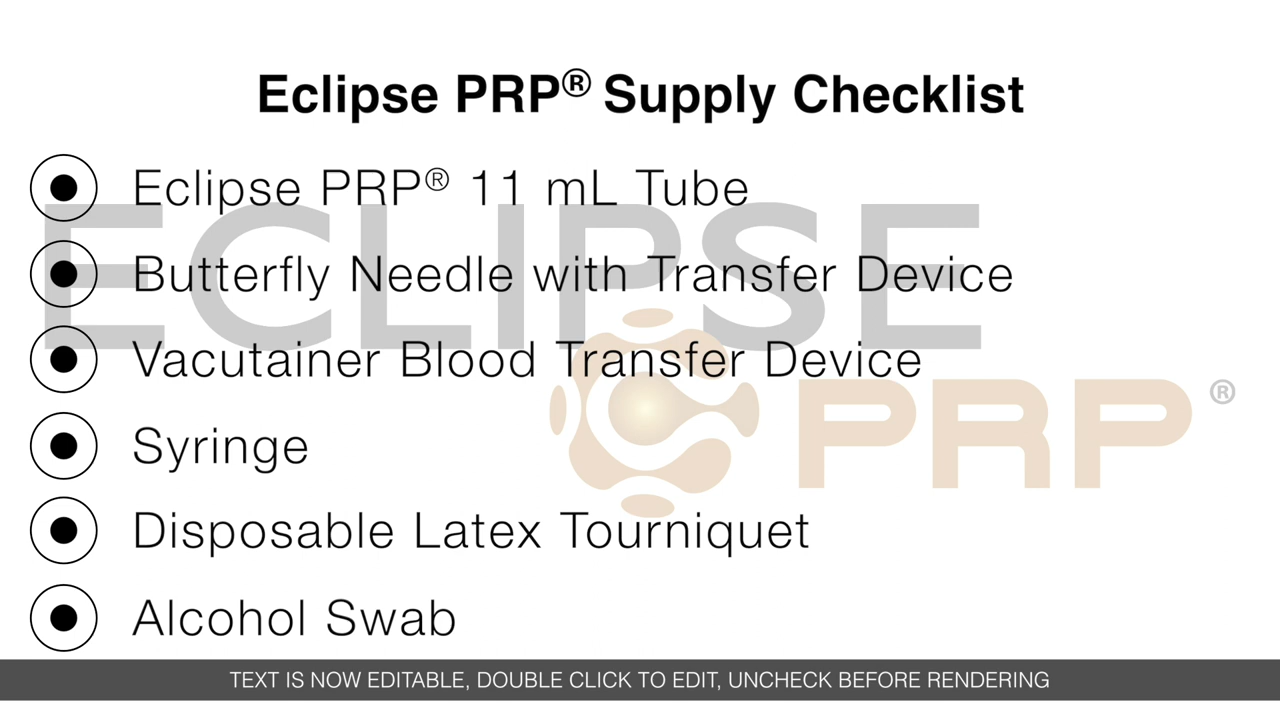 Eclipse PRP® Supply Checklist
Eclipse PRP® 11 mL Tube
ECLIPSE
Butterfly Needle with Transfer Device
Vacutainer Blood Transfer Device
PRP®
Syringe
Disposable Latex Tourniquet
Alcohol Swab
TEXT IS NOW EDITABLE, DOUBLE CLICK TO EDIT, UNCHECK BEFORE RENDERING